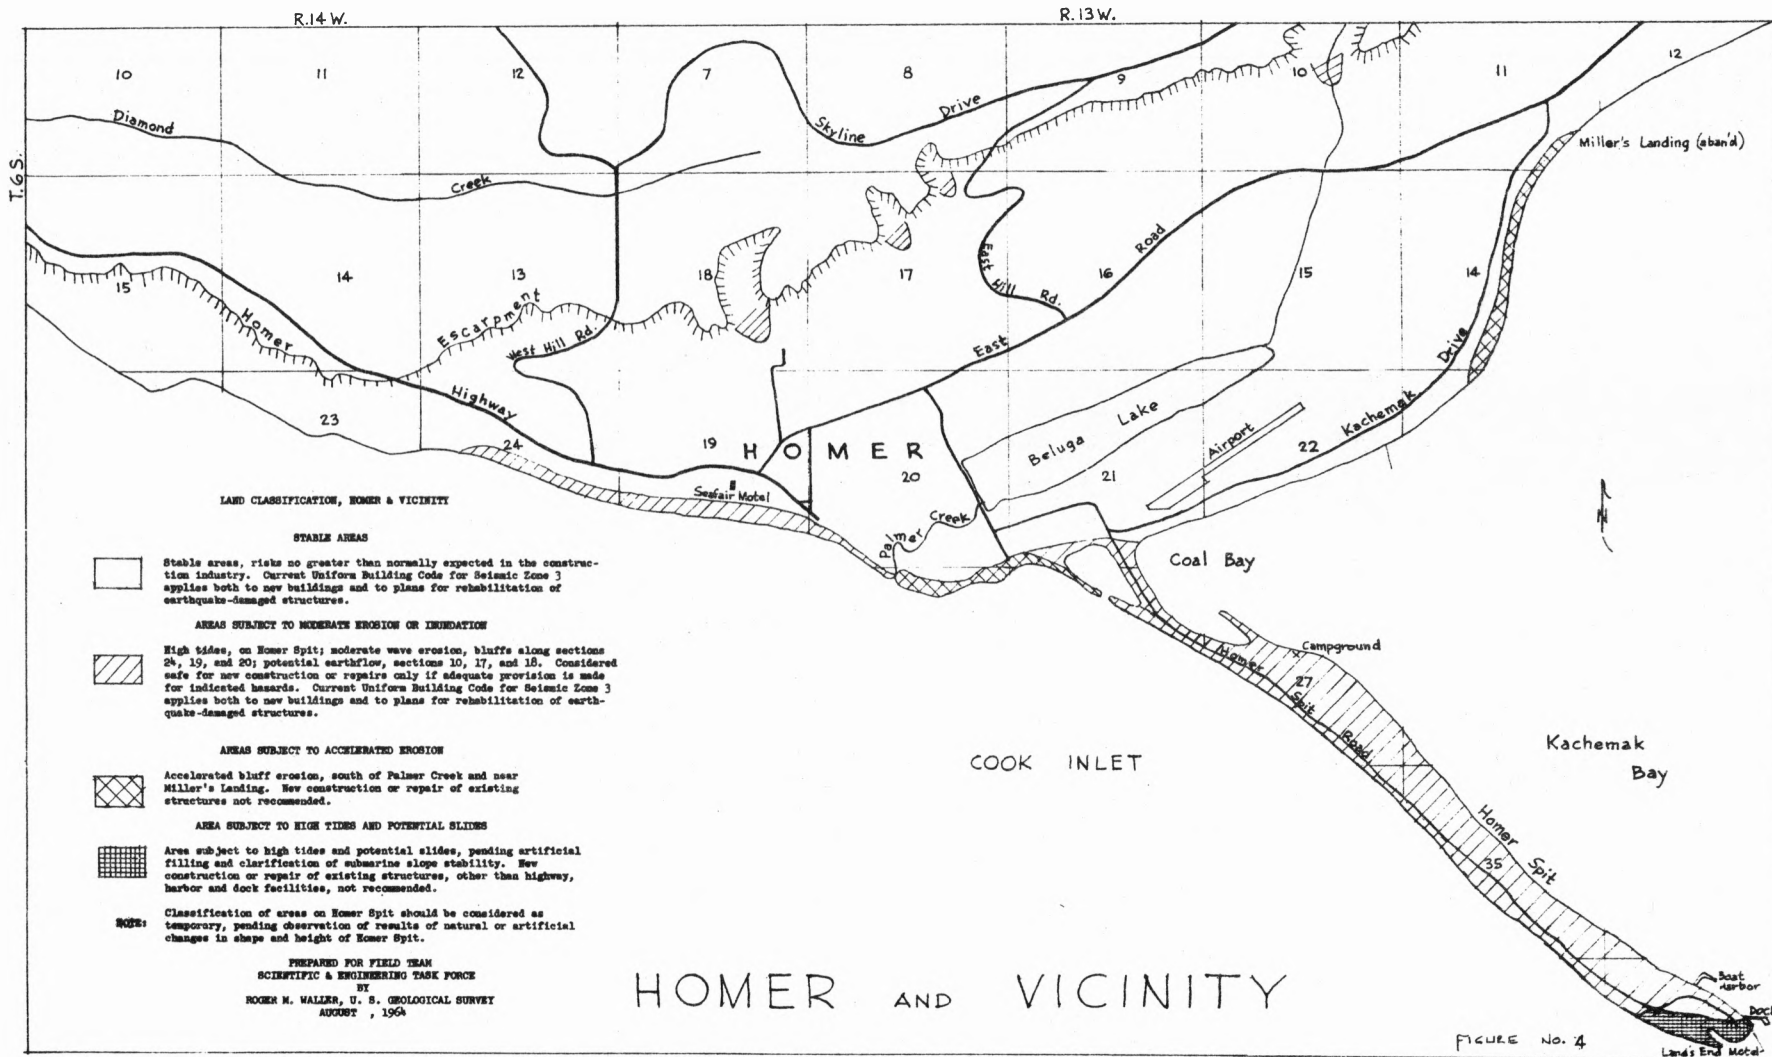 R.14 W.
R.13 W.
T.6 S.
10
11
12
7
8
9
10
11
12
Diamond
Creek
Skyline
Drive
Miller's Landing (aban'd)
15
14
13
18
17
16
15
14
Homer
Escarpment
West Hill Rd.
East
Hill
Rd.
East
Road
Highway
Kachemak
Drive
23
24
19
20
21
22
HOMER
Seafair Motel
Beluga Lake
Airport
Palmer Creek
N
Coal Bay
Campground
27
Homer
Spit
Road
COOK INLET
Kachemak
Bay
Homer
Spit
35
Boat
Harbor
Dock
Land's End Motel
LAND CLASSIFICATION, HOMER & VICINITY
STABLE AREAS
Stable areas, risks no greater than normally expected in the construc-
tion industry. Current Uniform Building Code for Seismic Zone 3
applies both to new buildings and to plans for rehabilitation of
earthquake-damaged structures.
AREAS SUBJECT TO MODERATE EROSION OR INUNDATION
High tides, on Homer Spit; moderate wave erosion, bluffs along sections
24, 19, and 20; potential earthflow, sections 10, 17, and 18. Considered
safe for new construction or repairs only if adequate provision is made
for indicated hazards. Current Uniform Building Code for Seismic Zone 3
applies both to new buildings and to plans for rehabilitation of earth-
quake-damaged structures.
AREAS SUBJECT TO ACCELERATED EROSION
Accelerated bluff erosion, south of Palmer Creek and near
Miller's Landing. New construction or repair of existing
structures not recommended.
AREA SUBJECT TO HIGH TIDES AND POTENTIAL SLIDES
Area subject to high tides and potential slides, pending artificial
filling and clarification of submarine slope stability. New
construction or repair of existing structures, other than highway,
harbor and dock facilities, not recommended.
NOTE: Classification of areas on Homer Spit should be considered as
temporary, pending observation of results of natural or artificial
changes in shape and height of Homer Spit.
PREPARED FOR FIELD TEAM
SCIENTIFIC & ENGINEERING TASK FORCE
BY
ROGER M. WALLER, U. S. GEOLOGICAL SURVEY
AUGUST , 1964
HOMER AND VICINITY
FIGURE NO. 4